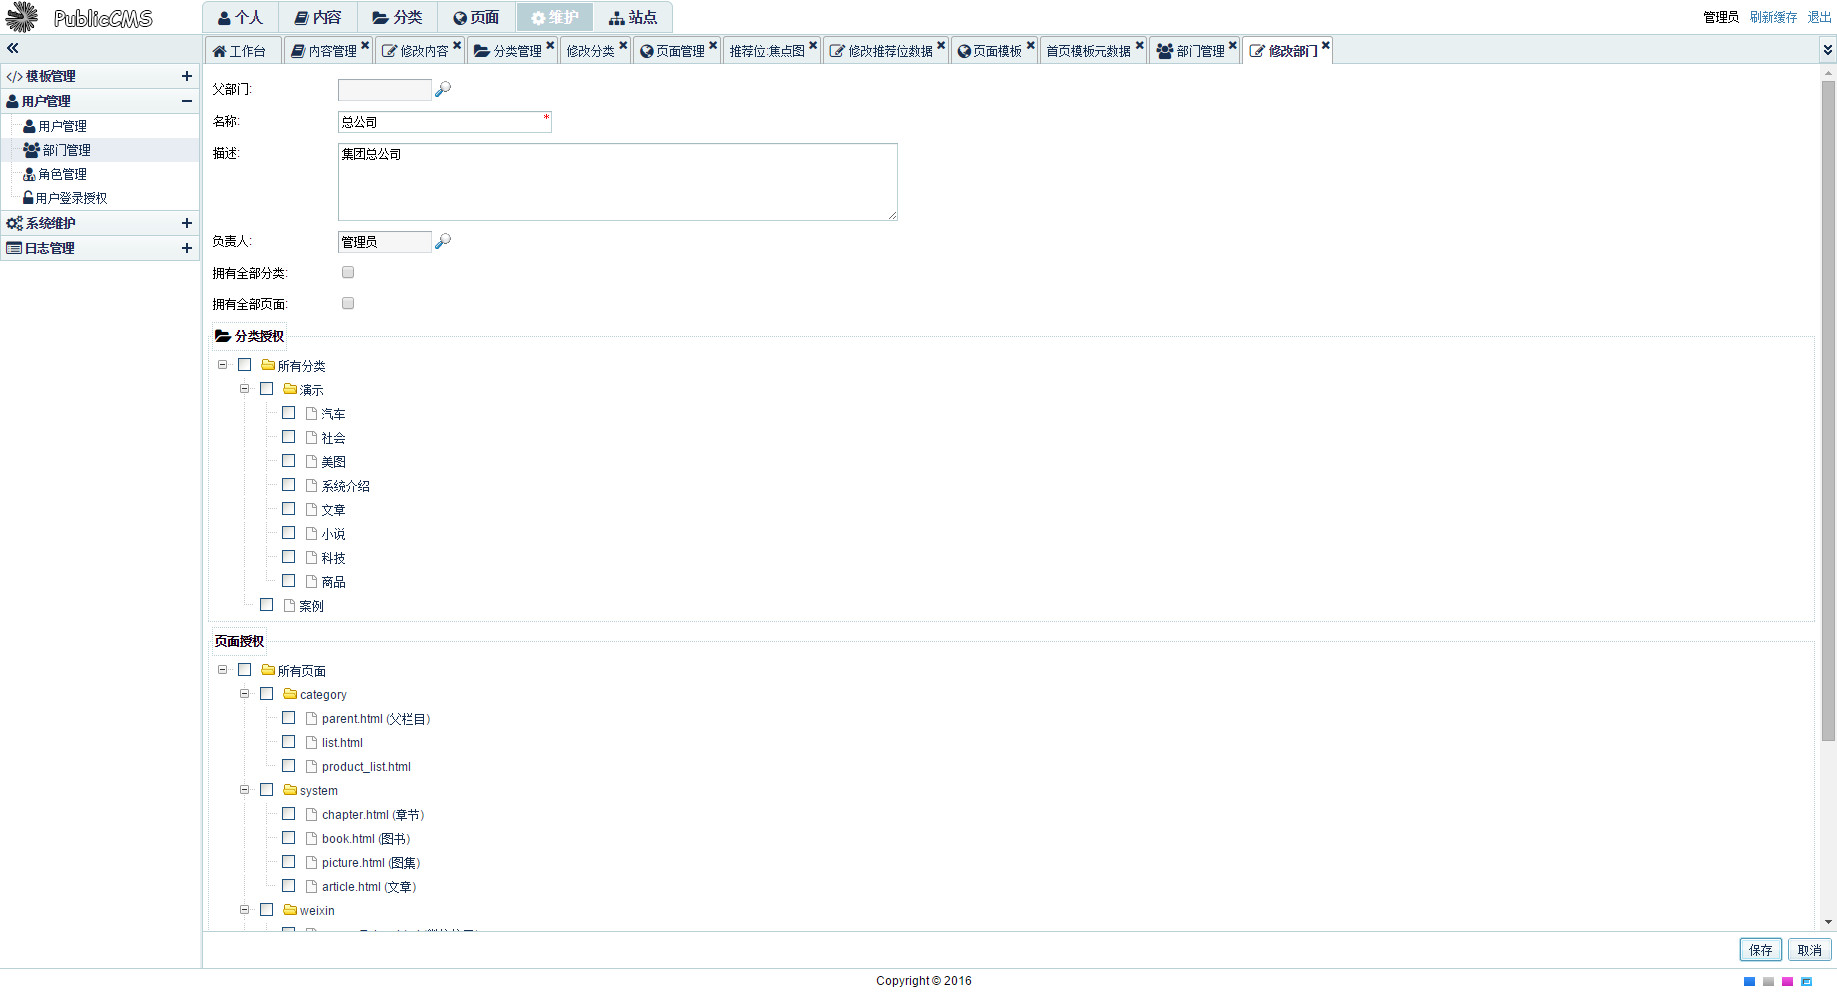 PublicCMS
个人 内容 分类 页面 维护 站点
管理员 刷新缓存 退出
工作台 内容管理 修改内容 分类管理 修改分类 页面管理 推荐位:焦点图 修改推荐位数据 页面模板 首页模板元数据 部门管理 修改部门
模板管理
用户管理
用户管理
部门管理
角色管理
用户登录授权
系统维护
日志管理
父部门:
名称: 总公司 *
描述: 集团总公司
负责人: 管理员
拥有全部分类:
拥有全部页面:
分类授权
所有分类
演示
汽车
社会
美图
系统介绍
文章
小说
科技
商品
案例
页面授权
所有页面
category
parent.html (父栏目)
list.html
product_list.html
system
chapter.html (章节)
book.html (图书)
picture.html (图集)
article.html (文章)
weixin
保存 取消
Copyright © 2016